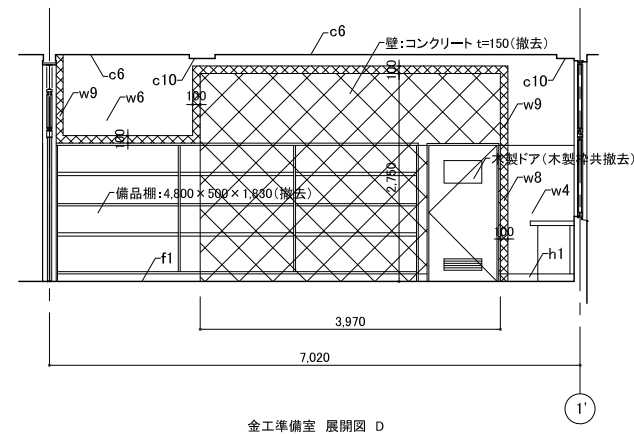 c6
壁：コンクリート t=150（撤去）
c6
c10
100
c10
w9
w6
100
w9
100
木製ドア（木製枠共撤去）
2,750
備品棚：4,800×500×1,830（撤去）
w8
w4
100
f1
h1
3,970
7,020
1'
金工準備室 展開図 D